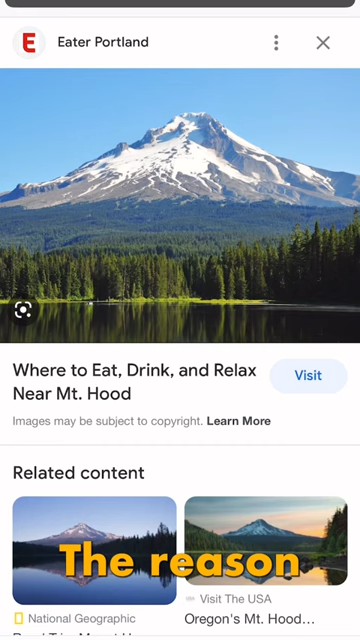 E Eater Portland
Where to Eat, Drink, and Relax
Near Mt. Hood
Visit
Images may be subject to copyright. Learn More
Related content
The reason
National Geographic
Visit The USA
Oregon's Mt. Hood…